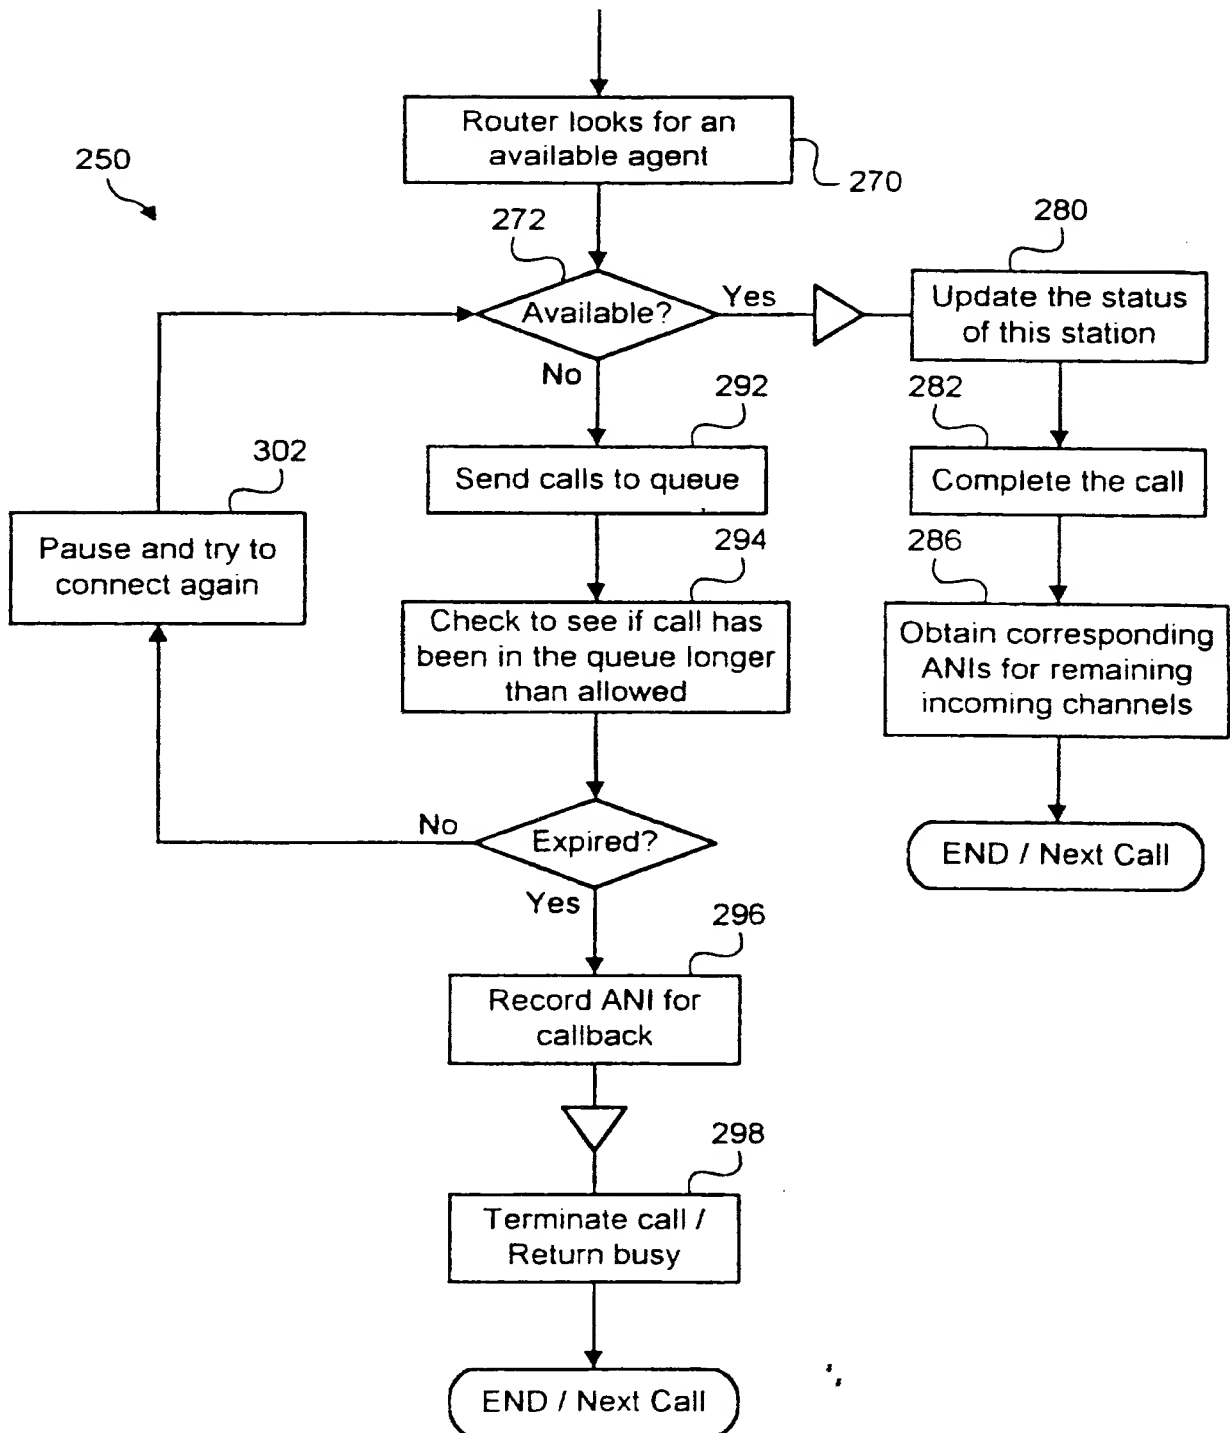 Router looks for an
available agent
270
250
272
280
Available?
Yes
Update the status
of this station
No
292
282
Send calls to queue
Complete the call
302
Pause and try to
connect again
294
286
Check to see if call has
been in the queue longer
than allowed
Obtain corresponding
ANIs for remaining
incoming channels
No
Expired?
END / Next Call
Yes
296
Record ANI for
callback
298
Terminate call /
Return busy
END / Next Call